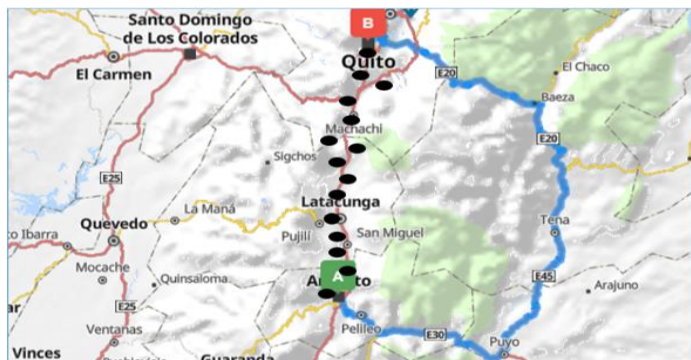 B
Santo Domingo
de Los Colorados
El Carmen
Quito
E20
El Chaco
Baeza
Machachi
E20
Sigchos
E25
La Maná
Latacunga
Quevedo
Pujilí
San Miguel
Tena
Ibarra
Mocache
Quinsaloma
A
E45
Arajuno
E25
Ventanas
Pelileo
E30
Puyo
Vinces
Guaranda